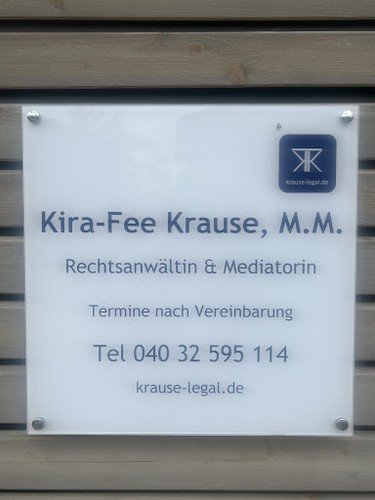 krause-legal.de
Kira-Fee Krause, M.M.
Rechtsanwältin & Mediatorin
Termine nach Vereinbarung
Tel 040 32 595 114
krause-legal.de